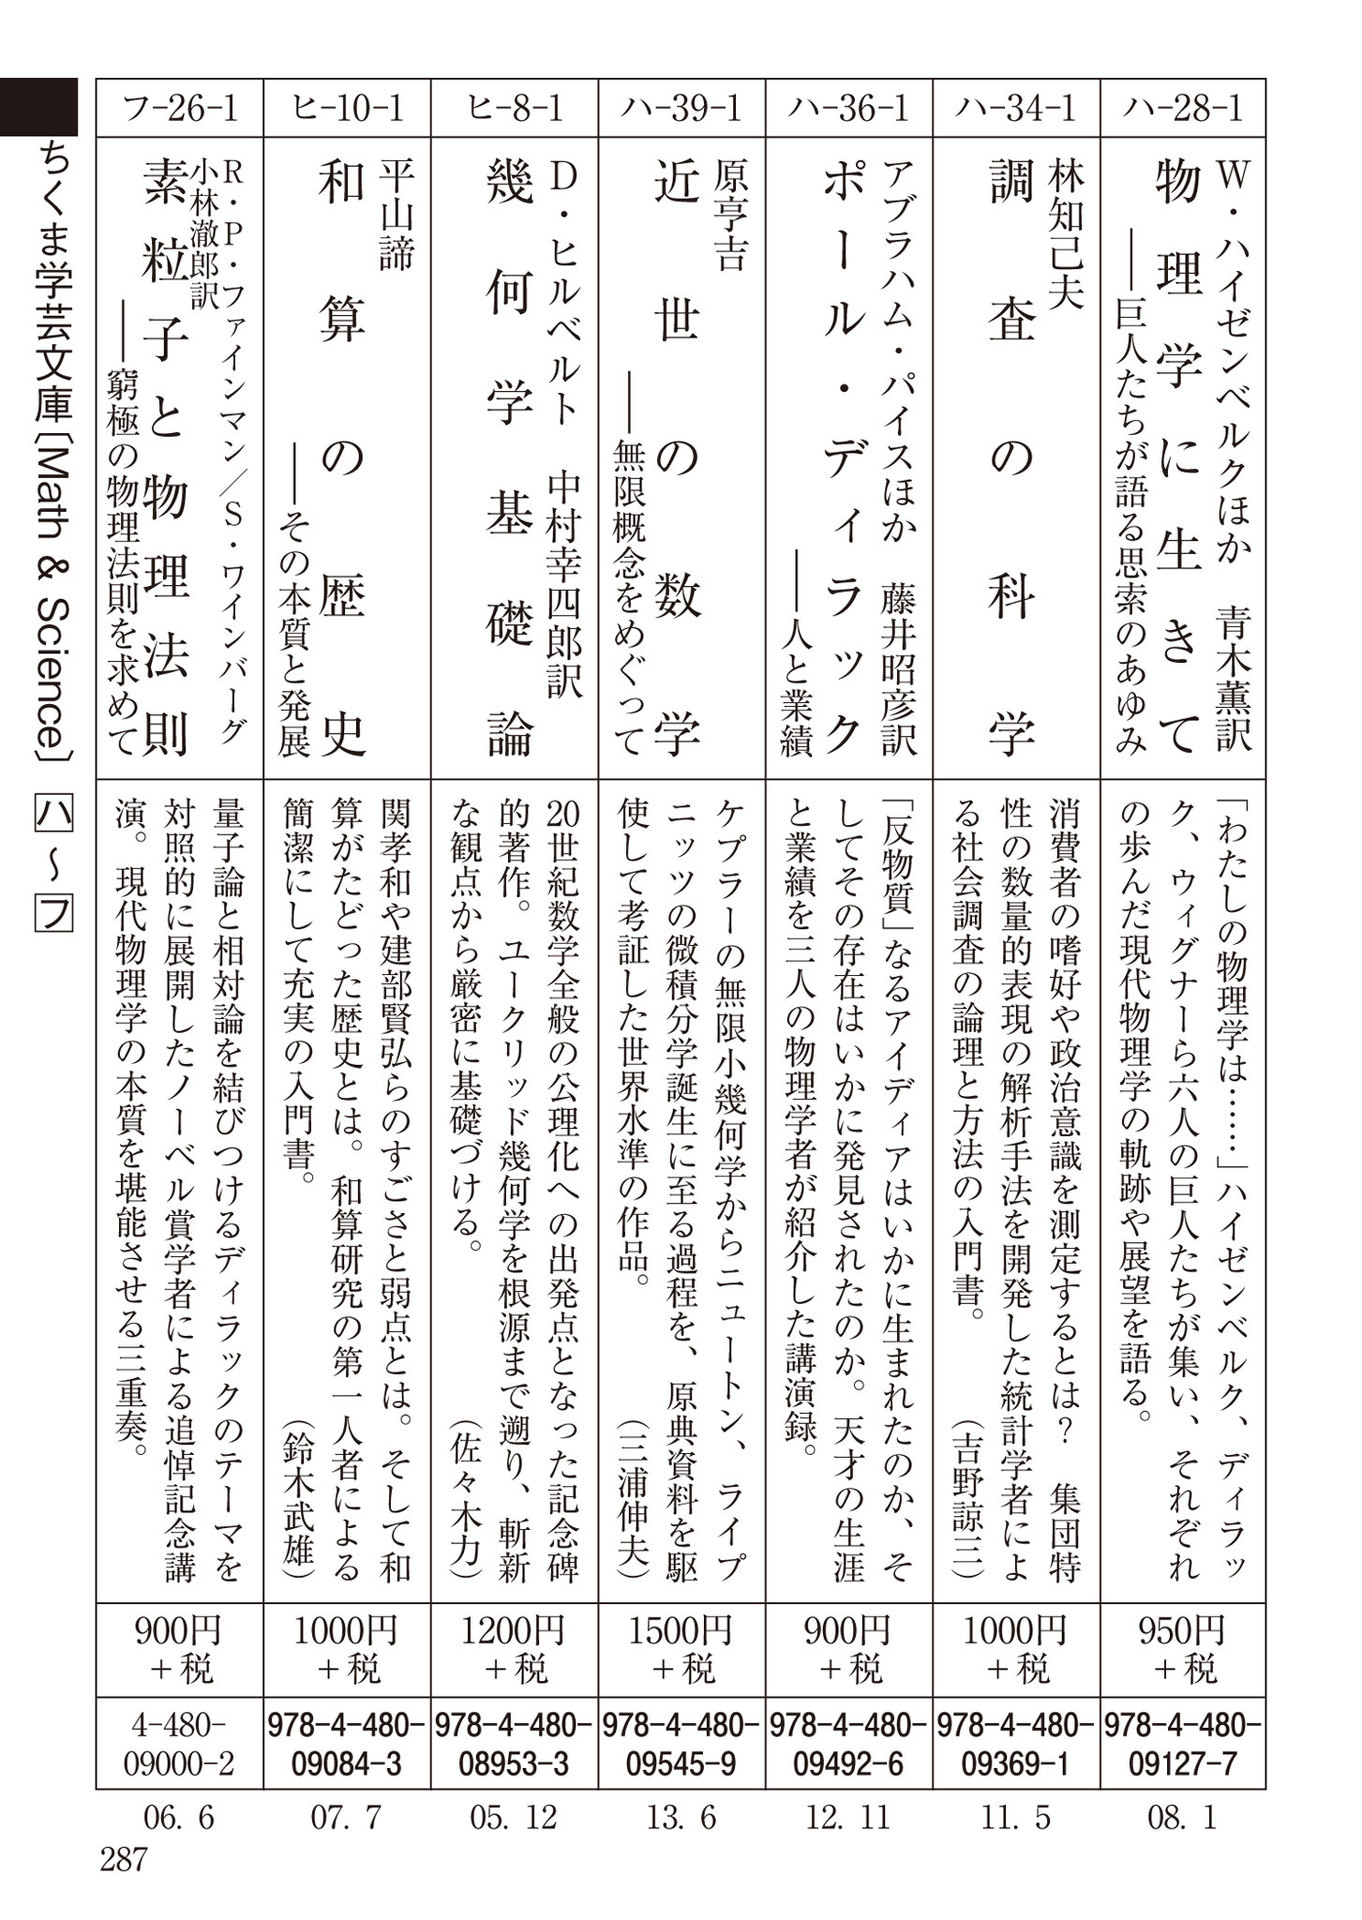 ハ-28-1
W・ハイゼンベルクほか　青木薫訳
物理学に生きて
――巨人たちが語る思索のあゆみ
「わたしの物理学は……」ハイゼンベルク、ディラッ
ク、ウィグナーら六人の巨人たちが集い、それぞれ
の歩んだ現代物理学の軌跡や展望を語る。
950円
＋税
978-4-480-
09127-7
08. 1
ハ-34-1
林知己夫
調査の科学
消費者の嗜好や政治意識を測定するとは？　集団特
性の数量的表現の解析手法を開発した統計学者によ
る社会調査の論理と方法の入門書。
（吉野諒三）
1000円
＋税
978-4-480-
09369-1
11. 5
ハ-36-1
アブラハム・パイスほか　藤井昭彦訳
ポール・ディラック
――人と業績
「反物質」なるアイディアはいかに生まれたのか、そ
してその存在はいかに発見されたのか。天才の生涯
と業績を三人の物理学者が紹介した講演録。
900円
＋税
978-4-480-
09492-6
12. 11
ハ-39-1
原亨吉
近世の数学
――無限概念をめぐって
ケプラーの無限小幾何学からニュートン、ライプ
ニッツの微積分学誕生に至る過程を、原典資料を駆
使して考証した世界水準の作品。
（三浦伸夫）
1500円
＋税
978-4-480-
09545-9
13. 6
ヒ-8-1
D・ヒルベルト　中村幸四郎訳
幾何学基礎論
20世紀数学全般の公理化への出発点となった記念碑
的著作。ユークリッド幾何学を根源まで遡り、斬新
な観点から厳密に基礎づける。
（佐々木力）
1200円
＋税
978-4-480-
08953-3
05. 12
ヒ-10-1
平山諦
和算の歴史
――その本質と発展
関孝和や建部賢弘らのすごさと弱点とは。そして和
算がたどった歴史とは。和算研究の第一人者による
簡潔にして充実の入門書。
（鈴木武雄）
1000円
＋税
978-4-480-
09084-3
07. 7
フ-26-1
R・P・ファインマン／S・ワインバーグ
小林澈郎訳
素粒子と物理法則
――窮極の物理法則を求めて
量子論と相対論を結びつけるディラックのテーマを
対照的に展開したノーベル賞学者による追悼記念講
演。現代物理学の本質を堪能させる三重奏。
900円
＋税
4-480-
09000-2
06. 6
ちくま学芸文庫〔Math & Science〕 ハ～フ
287